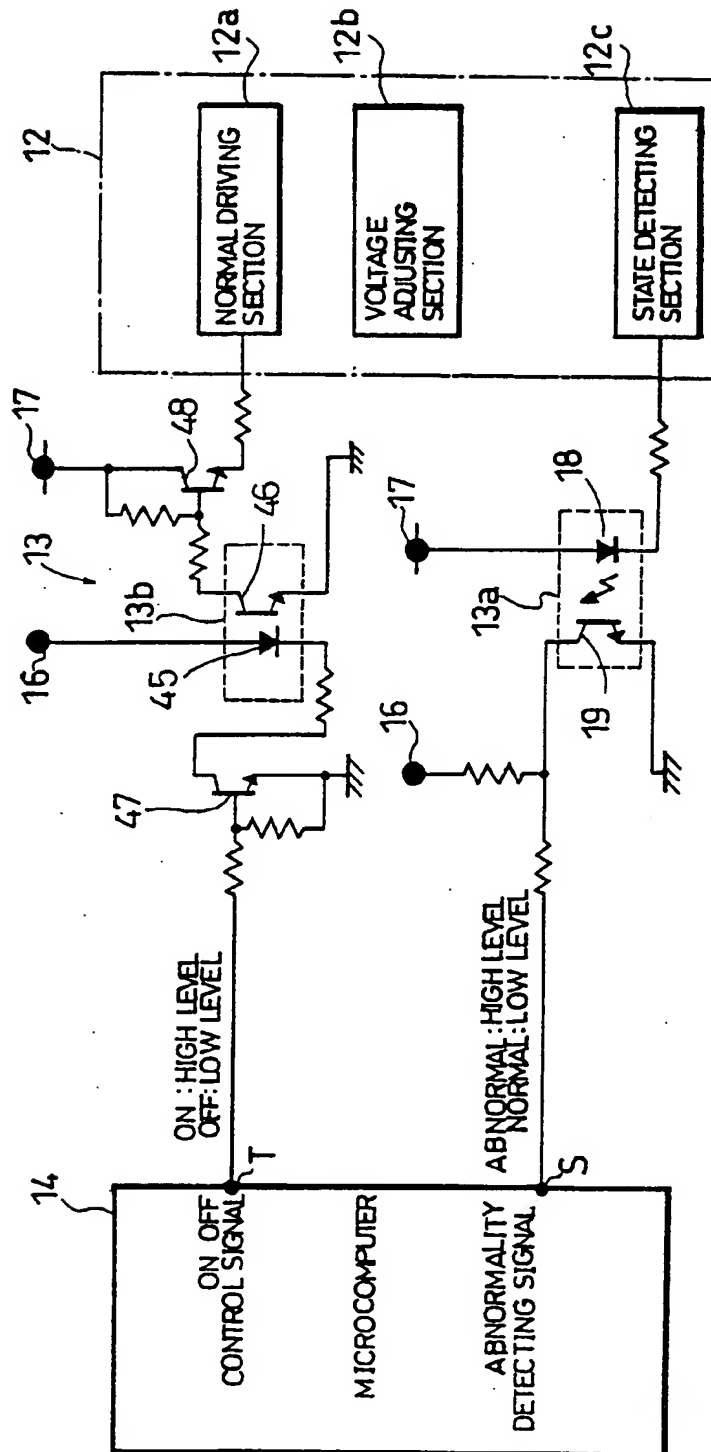 14
ON OFF
CONTROL SIGNAL
T
MICROCOMPUTER
ABNORMALITY
DETECTING SIGNAL
S
ON : HIGH LEVEL
OFF: LOW LEVEL
ABNORMAL : HIGH LEVEL
NORMAL : LOW LEVEL
47
16
45
13b
46
13
17
48
16
19
13a
17
18
12
NORMAL DRIVING
SECTION
12a
VOLTAGE
ADJUSTING
SECTION
12b
STATE DETECTING
SECTION
12c